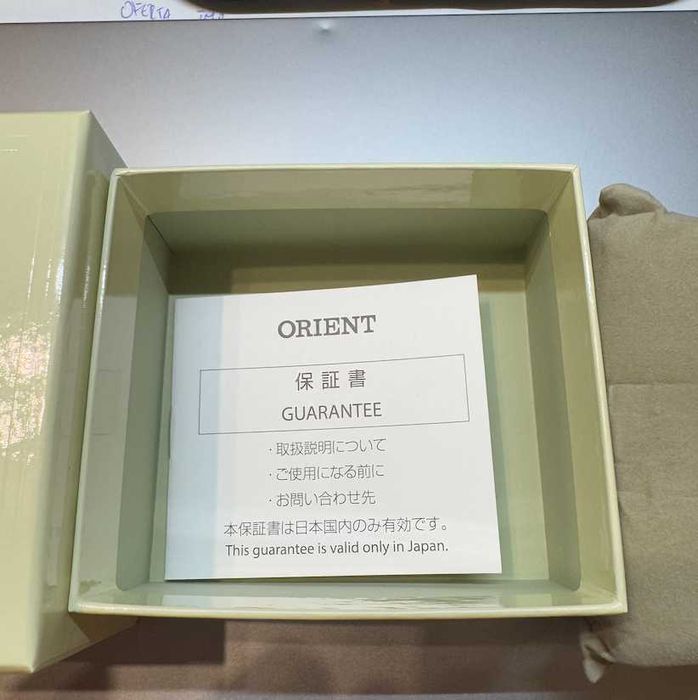 OFERTA
ORIENT
保証書
GUARANTEE
・取扱説明について
・ご使用になる前に
・お問い合わせ先
本保証書は日本国内のみ有効です。
This guarantee is valid only in Japan.